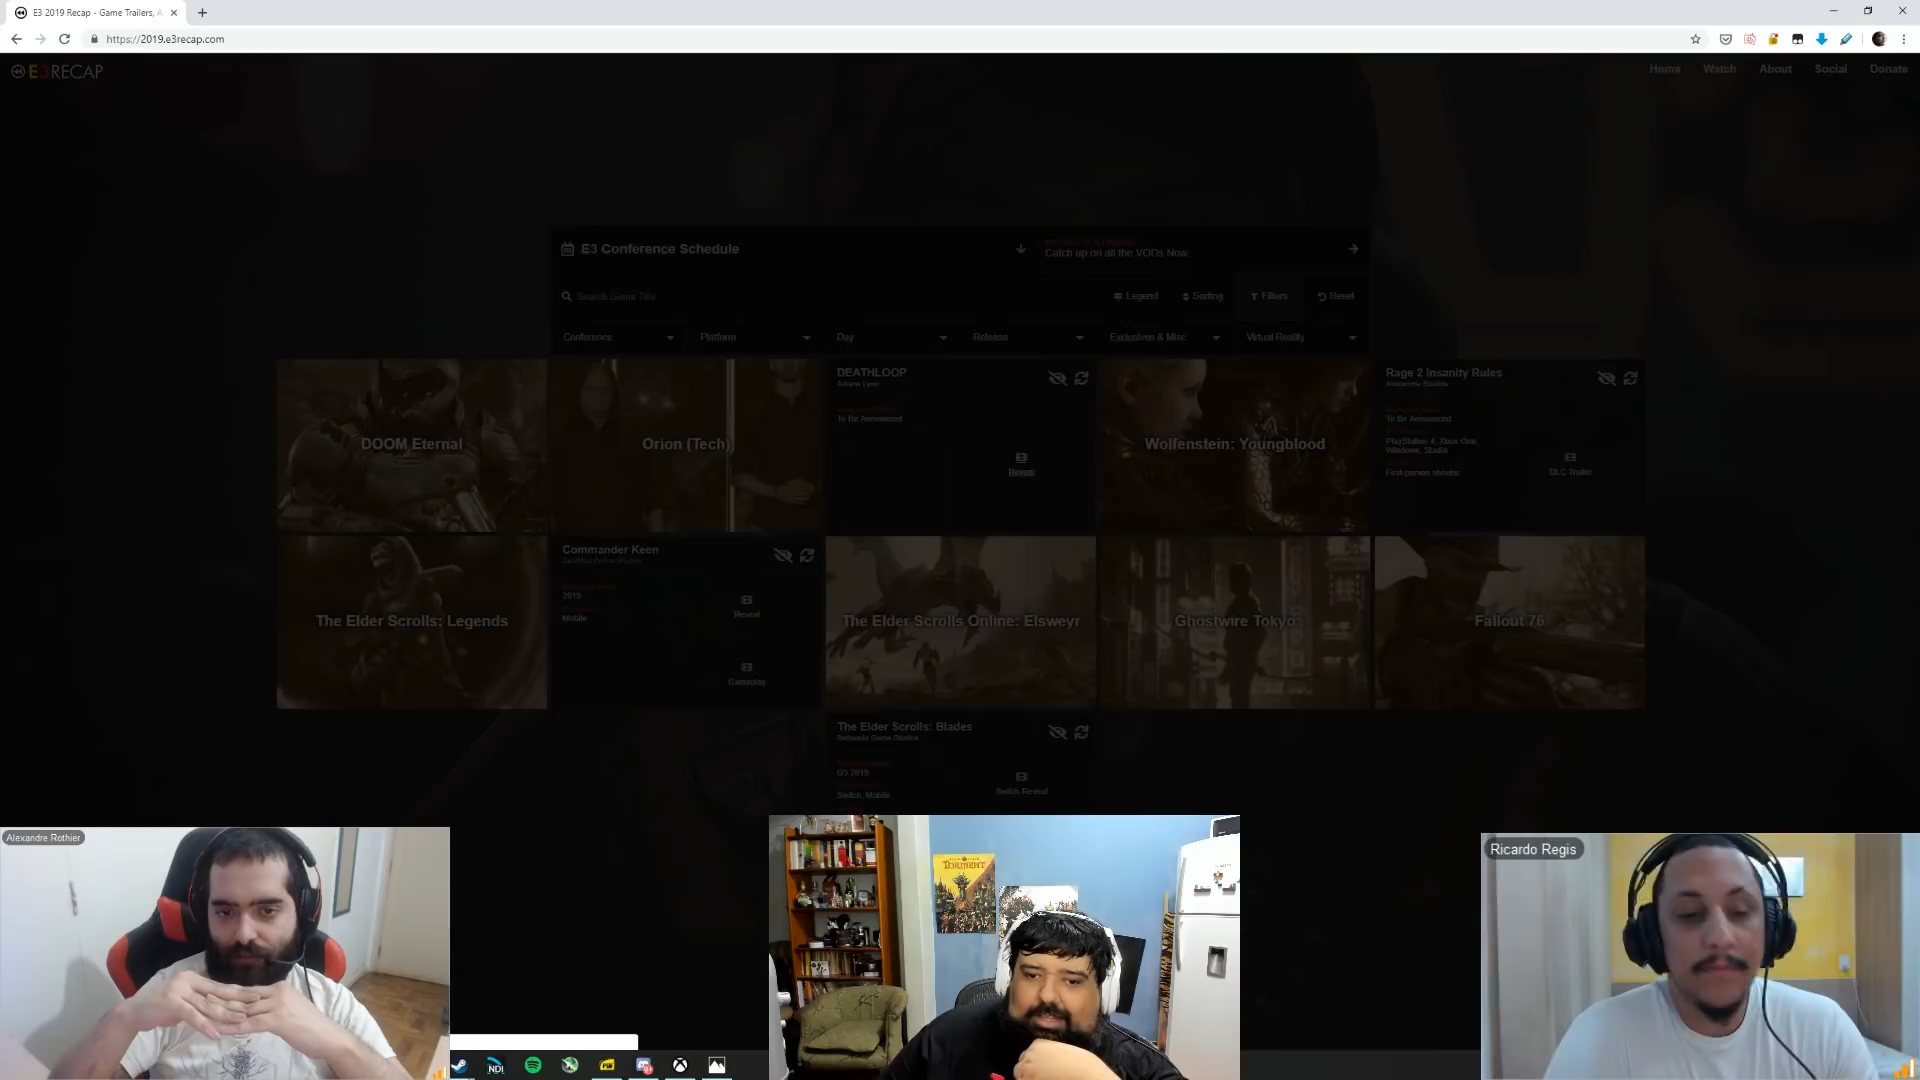 E3 2019 Recap - Game Trailers, A
https://2019.e3recap.com
E3RECAP
Home
Watch
About
Social
Donate
E3 Conference Schedule
Catch up on all the VODs Now.
Search Game Title
Legend
Sorting
Filters
Reset
Conference
Platform
Day
Release
Exclusives & Misc
Virtual Reality
DOOM Eternal
Orion (Tech)
DEATHLOOP
Arkane Lyon
To Be Announced
Reveal
Wolfenstein: Youngblood
Rage 2 Insanity Rules
Avalanche Studios
To Be Announced
PlayStation 4, Xbox One,
Windows, Stadia
First-person shooter
DLC Trailer
The Elder Scrolls: Legends
Commander Keen
2019
Mobile
Reveal
Gameplay
The Elder Scrolls Online: Elsweyr
Ghostwire Tokyo
Fallout 76
The Elder Scrolls: Blades
Bethesda Game Studios
Q3 2019
Switch, Mobile
Switch Reveal
Alexandre Rothier
TORMENT
Ricardo Regis
NDI